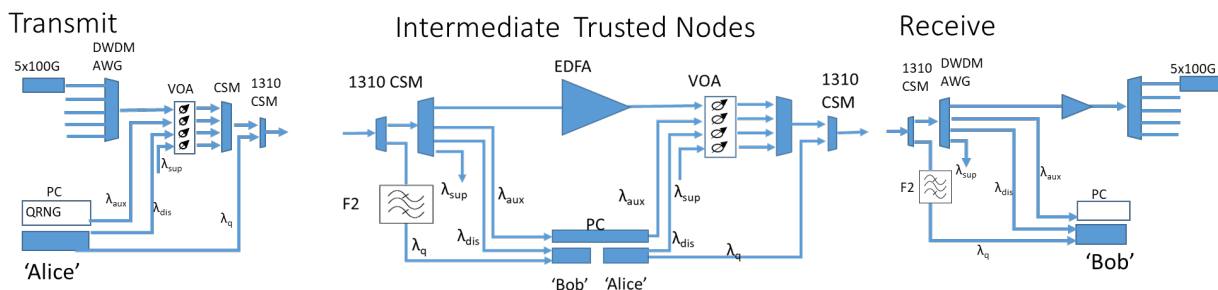 Transmit
Intermediate Trusted Nodes
Receive
DWDM
AWG
5x100G
VOA
CSM
1310
CSM
λsup
PC
QRNG
λaux
λdis
λq
'Alice'
1310 CSM
EDFA
VOA
1310
CSM
F2
λsup
λaux
λdis
λq
PC
λaux
λsup
λdis
λq
'Bob'
'Alice'
1310
CSM
DWDM
AWG
5x100G
F2
λsup
λdis
λaux
PC
λq
'Bob'